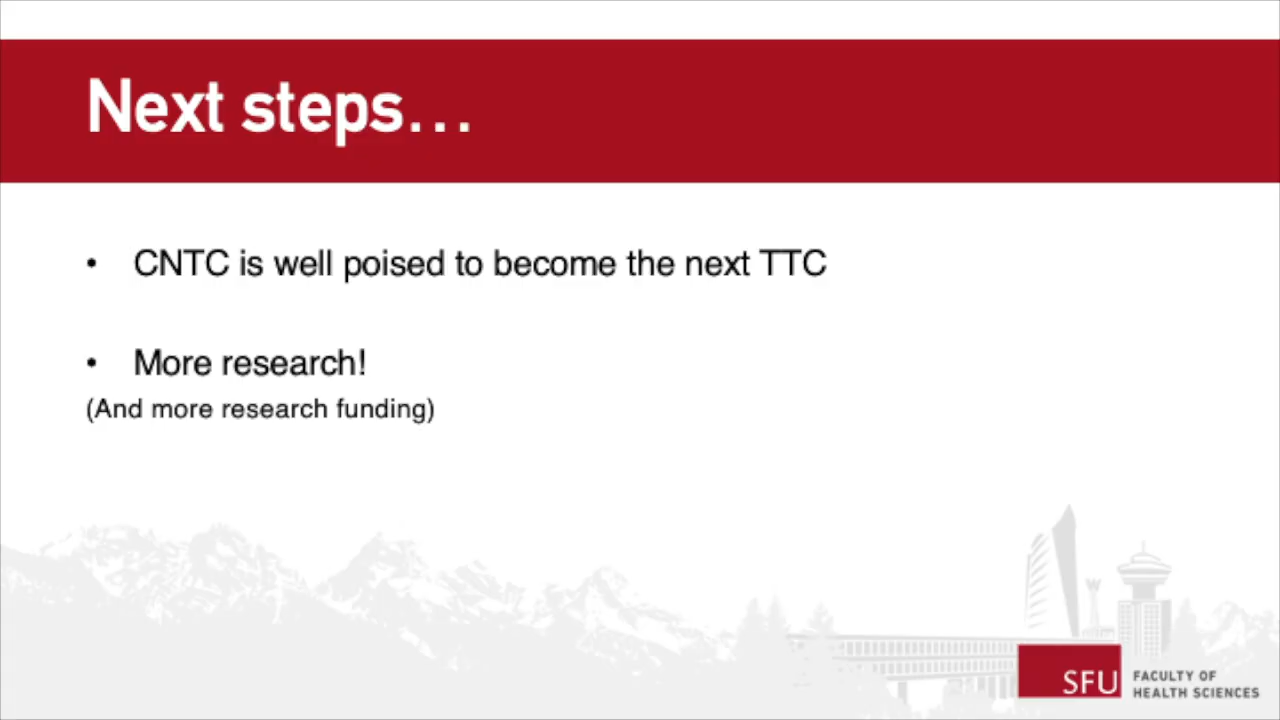 Next steps…
• CNTC is well poised to become the next TTC
• More research!
(And more research funding)
SFU
FACULTY OF
HEALTH SCIENCES